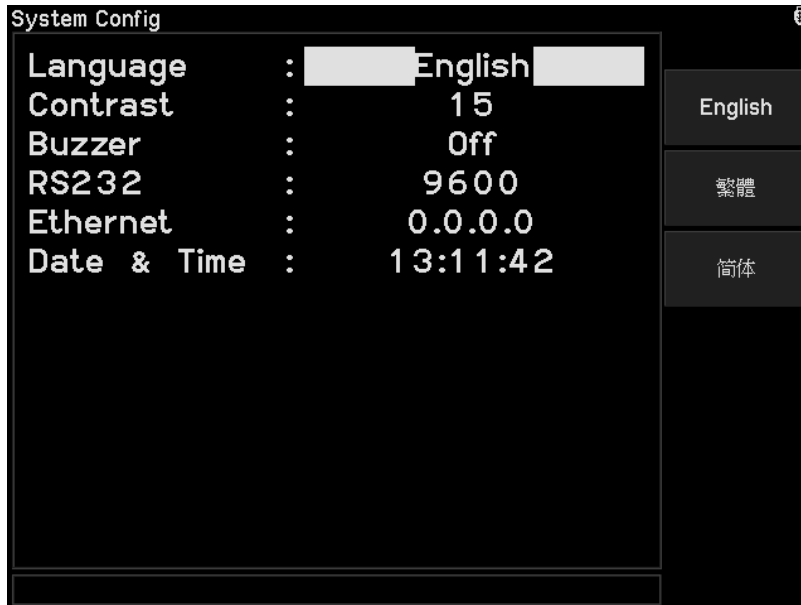 System Config
Language : English
Contrast : 15
Buzzer : Off
RS232 : 9600
Ethernet : 0.0.0.0
Date & Time : 13:11:42
English
繁體
简体